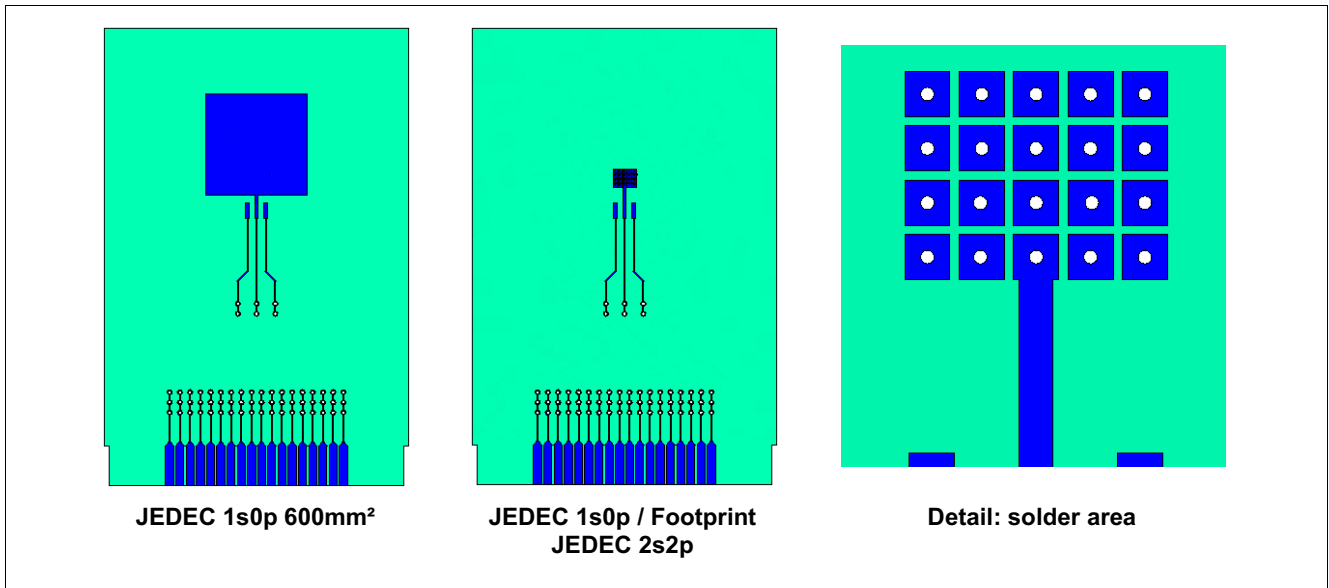 JEDEC 1s0p 600mm²
JEDEC 1s0p / Footprint
JEDEC 2s2p
Detail: solder area